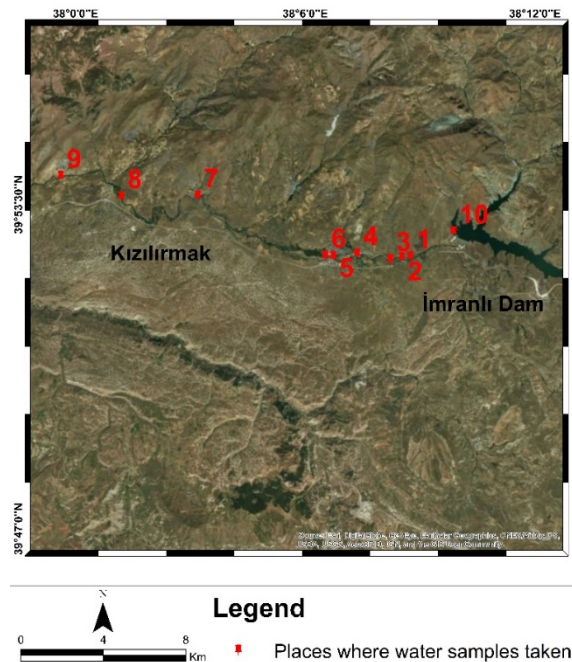 38°0'0"E 38°6'0"E 38°12'0"E
9
8
7
39°53'30"N
10
6
4
3
1
5
2
Kızılırmak
İmranlı Dam
39°47'0"N
N
Legend
0 4 8
Km
Places where water samples taken